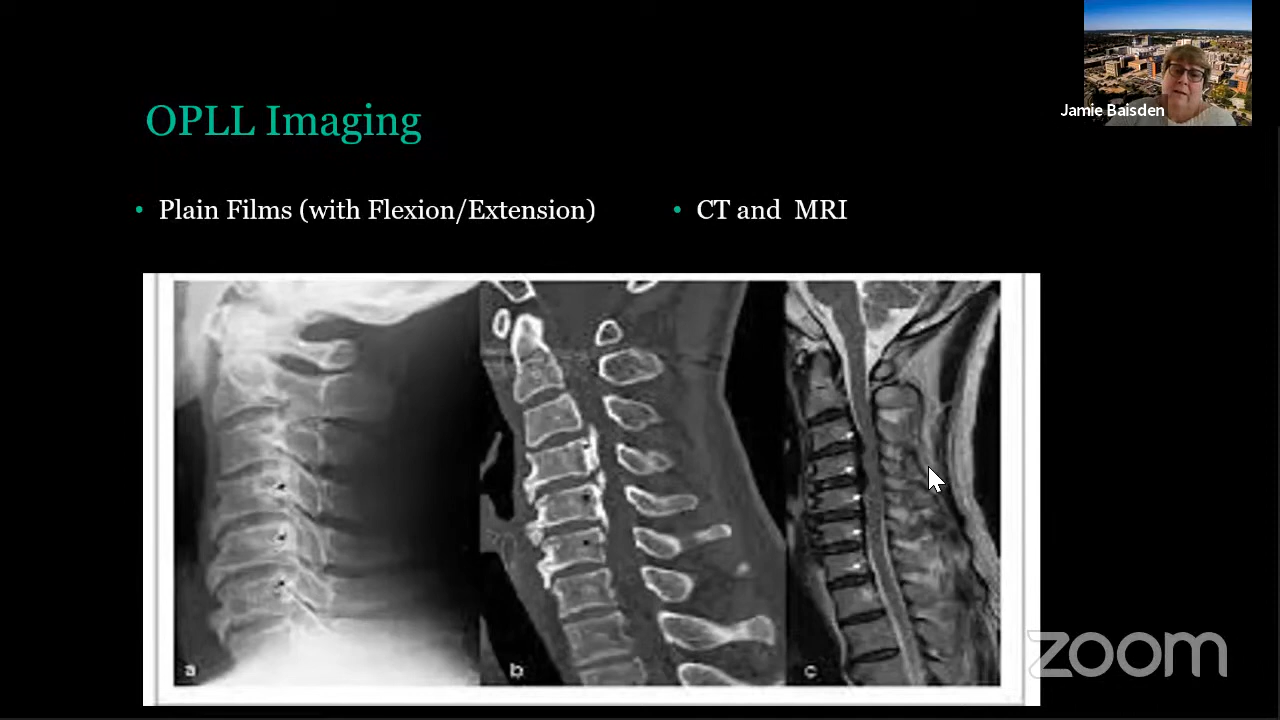 Jamie Baisden
OPLL Imaging
• Plain Films (with Flexion/Extension)
• CT and MRI
a
b
c
zoom